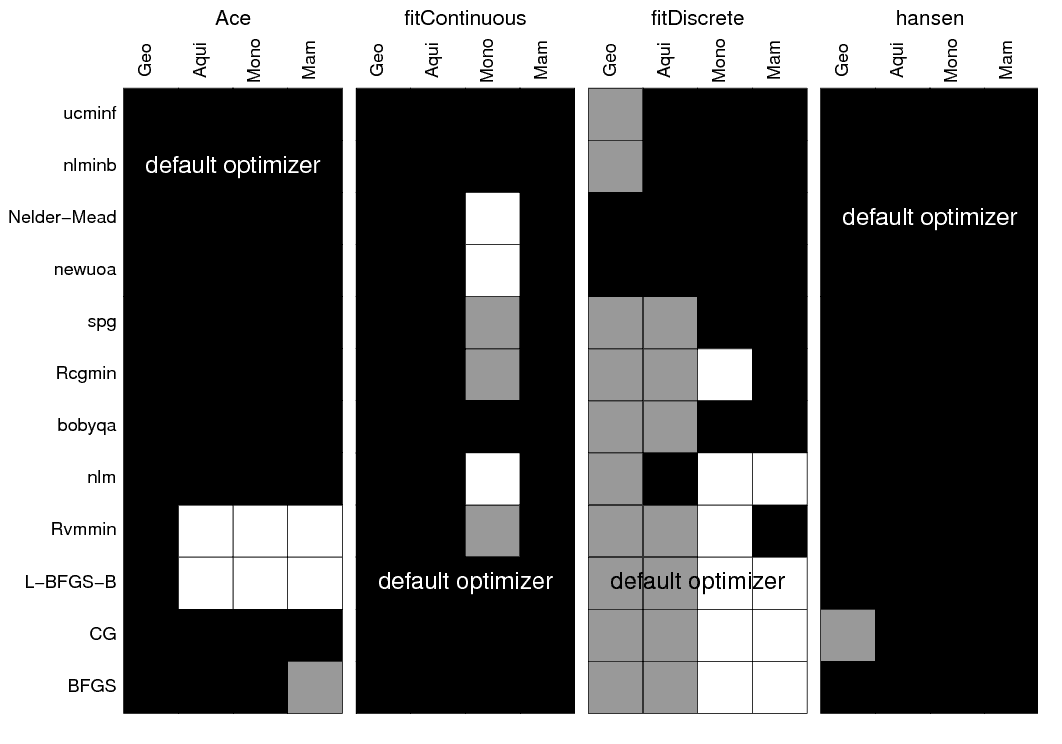 Ace fitContinuous fitDiscrete hansen
Geo Aqui Mono Mam Geo Aqui Mono Mam Geo Aqui Mono Mam Geo Aqui Mono Mam
ucminf
nlminb default optimizer
Nelder−Mead default optimizer
newuoa
spg
Rcgmin
bobyqa
nlm
Rvmmin
L−BFGS−B default optimizer default optimizer
CG
BFGS